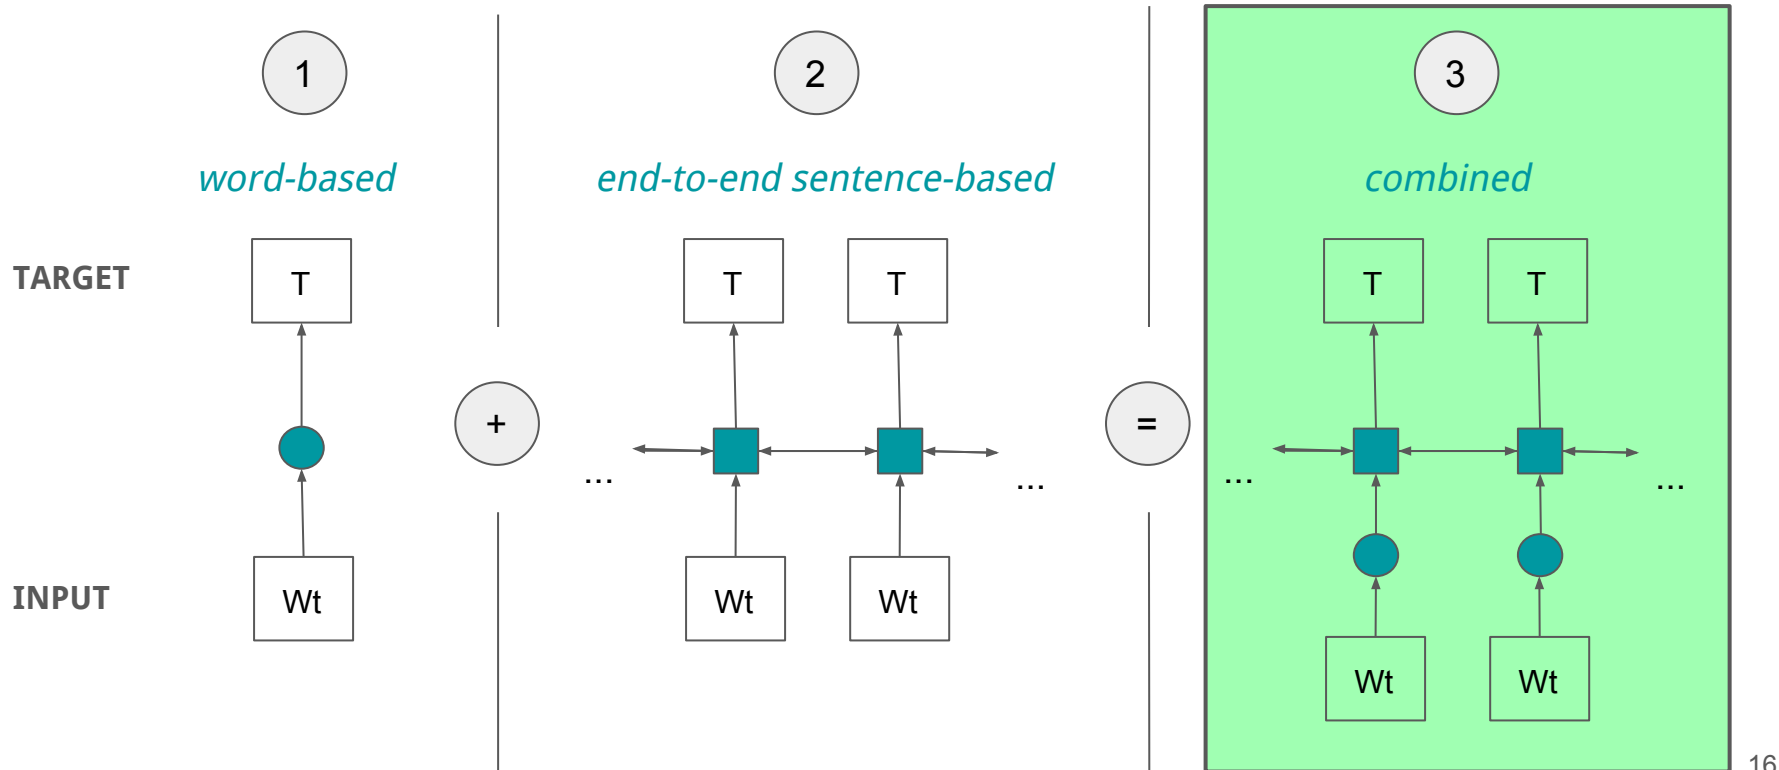 1
2
3
word-based
end-to-end sentence-based
combined
TARGET
T
T
T
T
T
+
=
...
...
...
...
INPUT
Wt
Wt
Wt
Wt
Wt
16